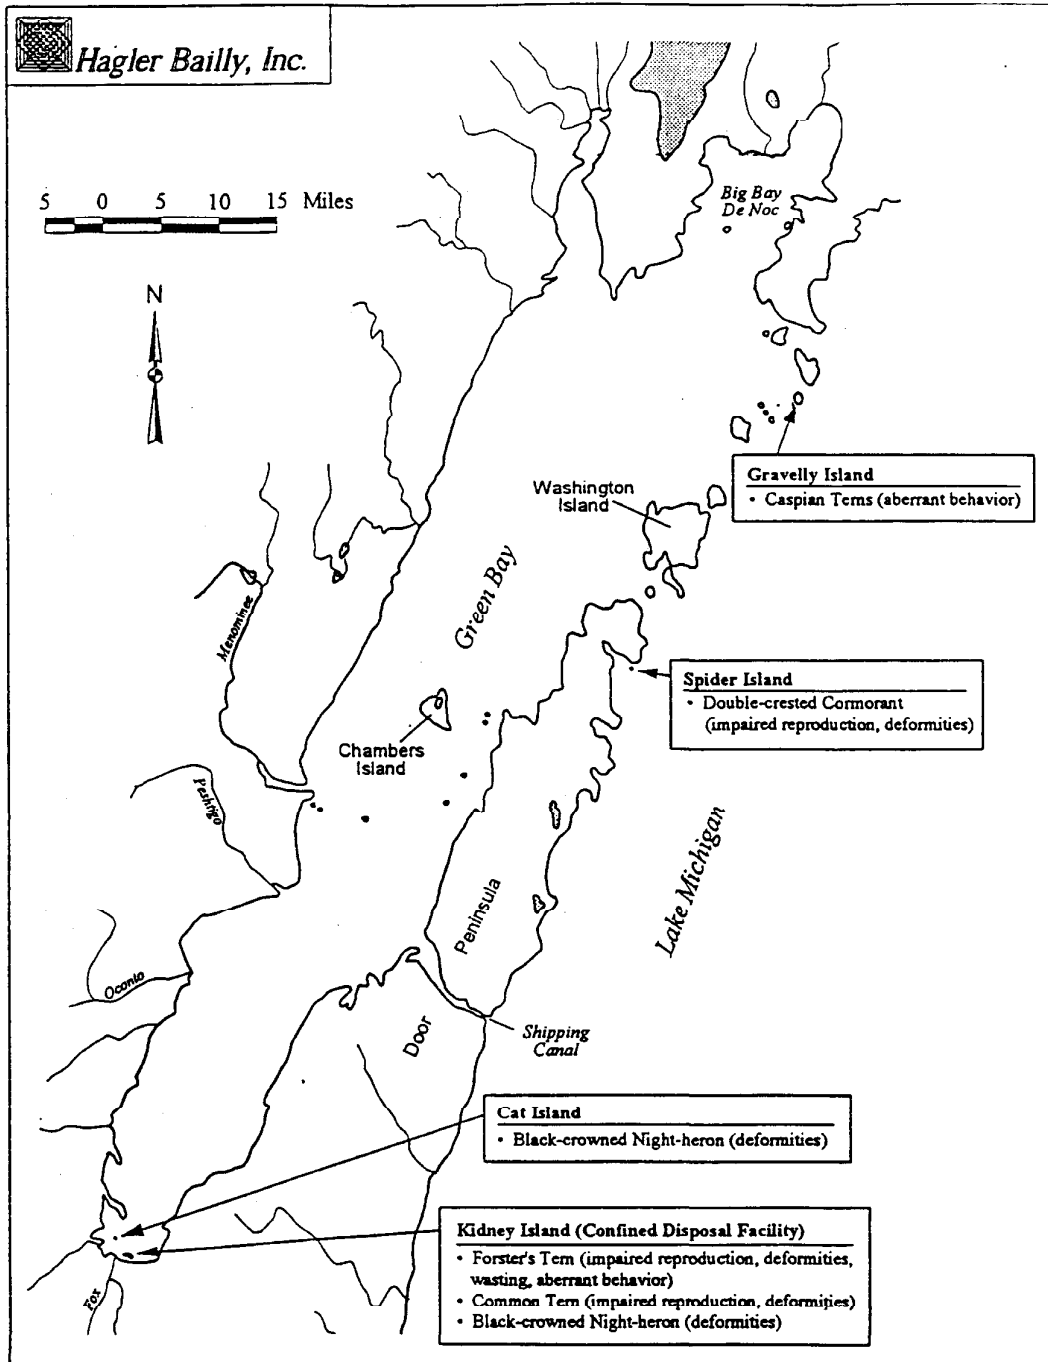 Hagler Bailly, Inc.
5 0 5 10 15 Miles
N
Big Bay
De Noc
Gravelly Island
• Caspian Terns (aberrant behavior)
Washington
Island
Green Bay
Menominee
Spider Island
• Double-crested Cormorant
(impaired reproduction, deformities)
Chambers
Island
Peshtigo
Lake Michigan
Peninsula
Oconto
Door
Shipping
Canal
Cat Island
• Black-crowned Night-heron (deformities)
Kidney Island (Confined Disposal Facility)
• Forster's Tern (impaired reproduction, deformities,
wasting, aberrant behavior)
• Common Tern (impaired reproduction, deformities)
• Black-crowned Night-heron (deformities)
Fox